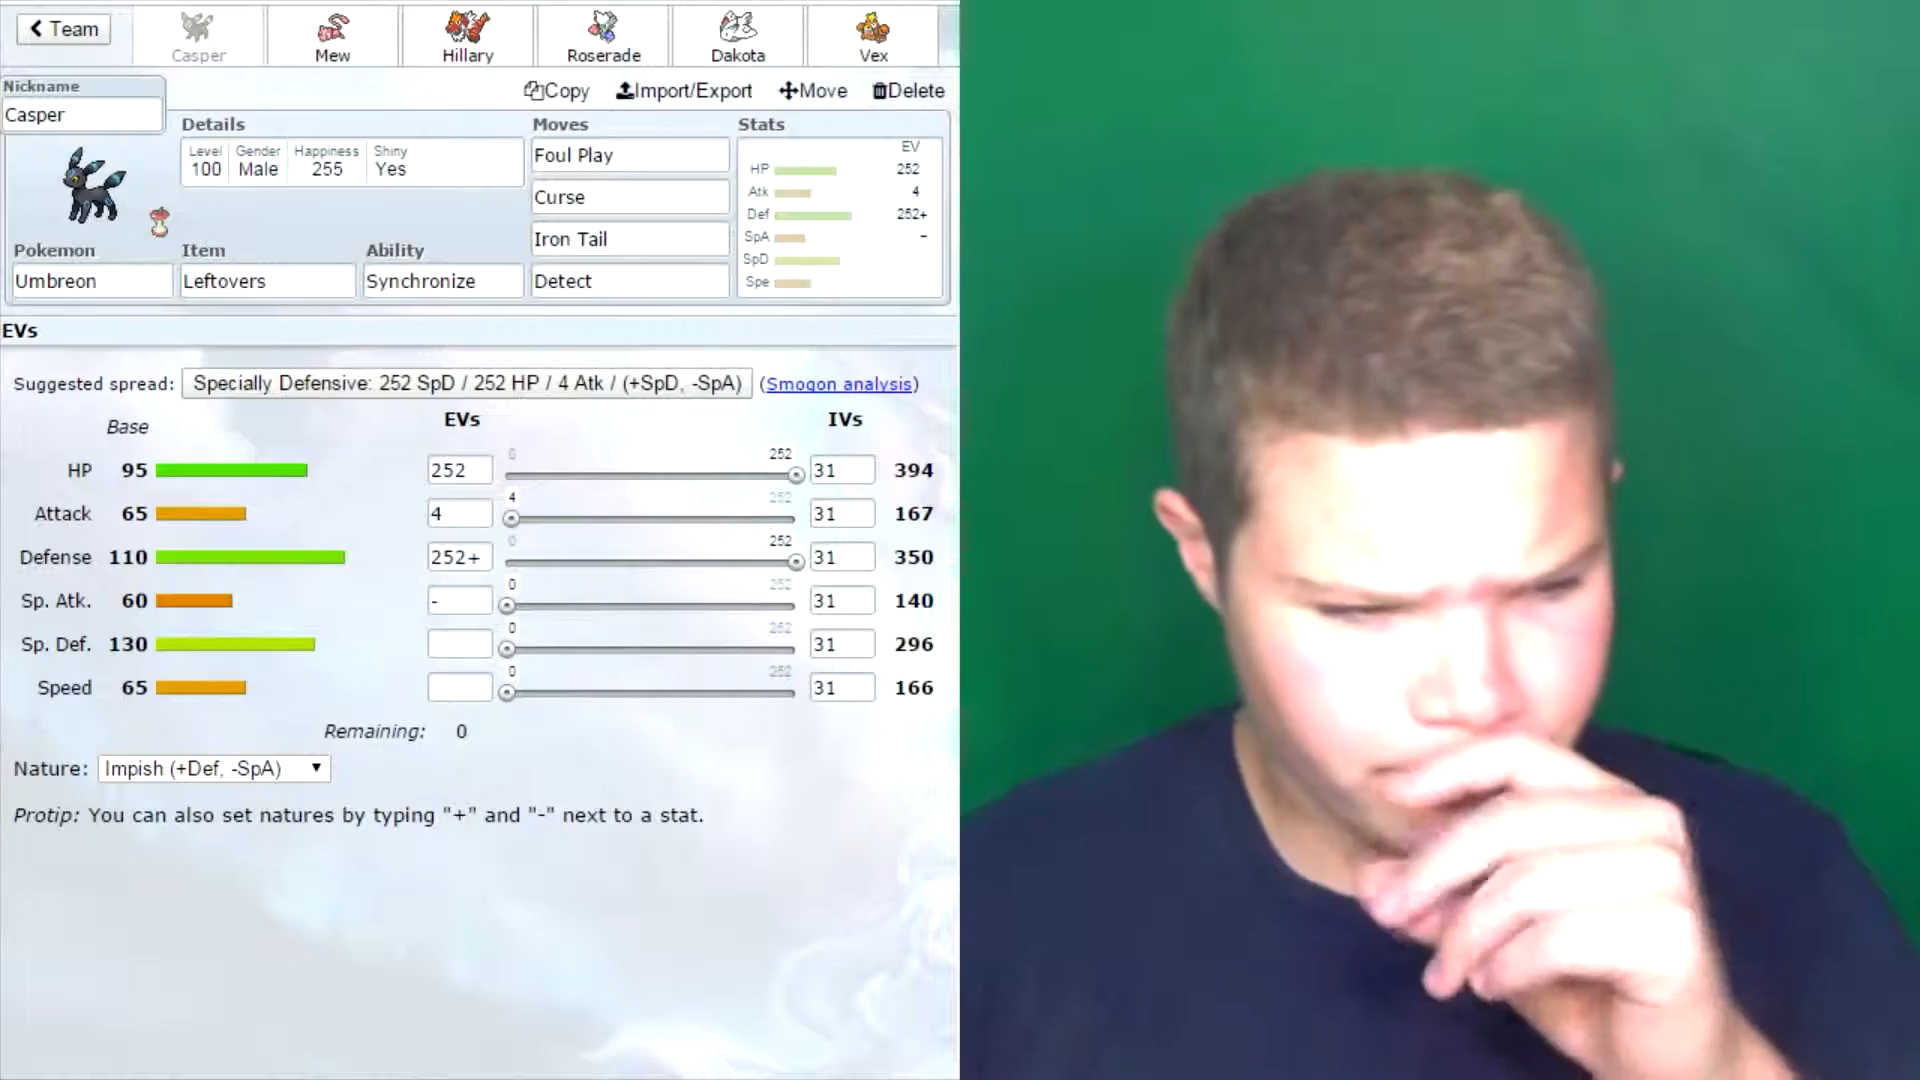 Team
Casper
Mew
Hillary
Roserade
Dakota
Vex
Copy
Import/Export
Move
Delete
Nickname
Casper
Details
Moves
Stats
Level
100
Gender
Male
Happiness
255
Shiny
Yes
Foul Play
Curse
Iron Tail
Detect
EV
HP 252
Atk 4
Def 252+
SpA -
SpD
Spe
Pokemon
Umbreon
Item
Leftovers
Ability
Synchronize
EVs
Suggested spread: Specially Defensive: 252 SpD / 252 HP / 4 Atk / (+SpD, -SpA) (Smogon analysis)
Base EVs IVs
0 252
HP 95 252 31 394
4 252
Attack 65 4 31 167
0 252
Defense 110 252+ 31 350
0 252
Sp. Atk. 60 - 31 140
0 252
Sp. Def. 130 31 296
0 252
Speed 65 31 166
Remaining: 0
Nature: Impish (+Def, -SpA)
Protip: You can also set natures by typing "+" and "-" next to a stat.